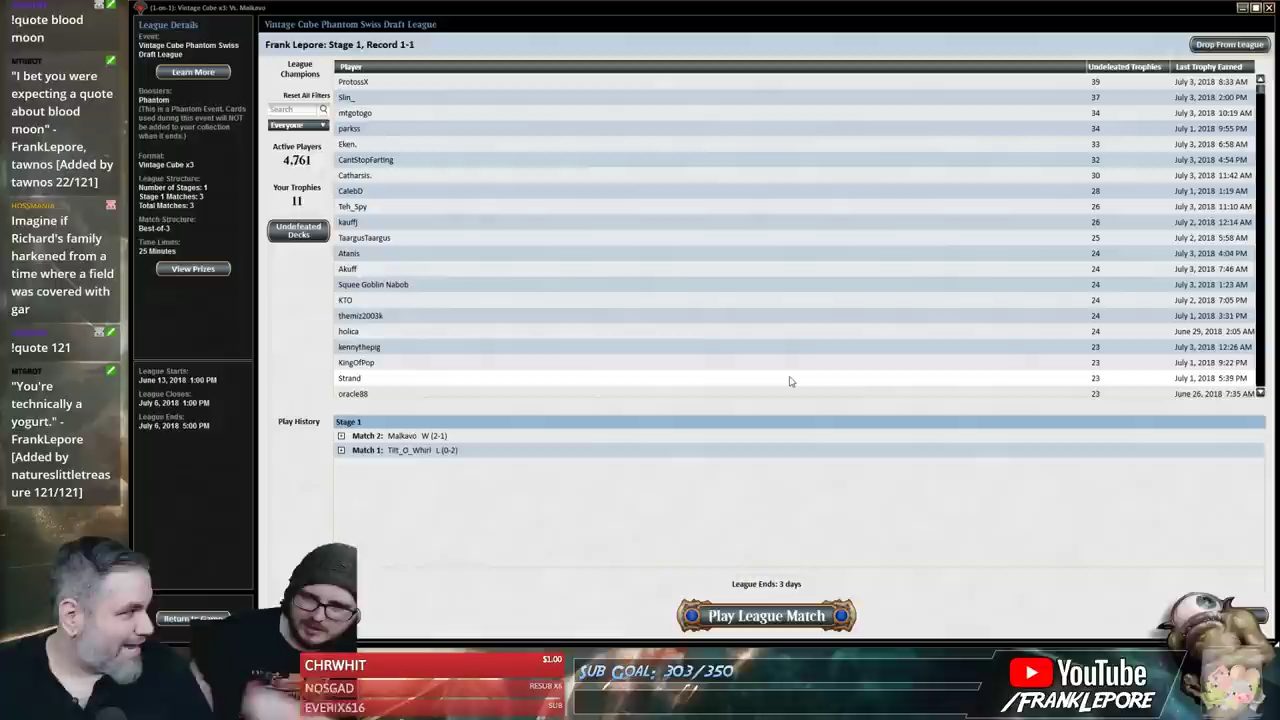 !quote blood
moon
"I bet you were
expecting a quote
about blood
moon" -
FrankLepore,
tawnos [Added by
tawnos 22/121]
Imagine if
Richard's family
harkened from a
time where a field
was covered with
gar
!quote 121
"You're
technically a
yogurt." -
FrankLepore
[Added by
natureslittletreas
ure 121/121]
(1-on-1): Vintage Cube x3: Vs. Malkavo
League Details
Event:
Vintage Cube Phantom Swiss
Draft League
Learn More
Boosters:
Phantom
(This is a Phantom Event. Cards
used during this event will NOT
be added to your collection
when it ends.)
Format:
Vintage Cube x3
League Structure:
Number of Stages: 1
Stage 1 Matches: 3
Total Matches: 3
Match Structure:
Best-of-3
Time Limits:
25 Minutes
View Prizes
League Starts:
June 13, 2018 1:00 PM
League Closes:
July 6, 2018 1:00 PM
League Ends:
July 6, 2018 5:00 PM
Return to Game
Vintage Cube Phantom Swiss Draft League
Frank Lepore: Stage 1, Record 1-1
Drop From League
League
Champions
Reset All Filters
Search
Everyone
Active Players
4,761
Your Trophies
11
Undefeated
Decks
Player Undefeated Trophies Last Trophy Earned
ProtossX 39 July 3, 2018 8:33 AM
Slin_ 37 July 3, 2018 2:00 PM
mtgotogo 34 July 3, 2018 10:19 AM
parkss 34 July 1, 2018 9:55 PM
Eken. 33 July 3, 2018 6:58 AM
CantStopFarting 32 July 3, 2018 4:54 PM
Catharsis. 30 July 3, 2018 11:42 AM
CalebD 28 July 1, 2018 1:19 AM
Teh_Spy 26 July 3, 2018 11:10 AM
kauffj 26 July 2, 2018 12:14 AM
TaargusTaargus 25 July 2, 2018 5:58 AM
Atanis 24 July 3, 2018 4:04 PM
Akuff 24 July 3, 2018 7:46 AM
Squee Goblin Nabob 24 July 3, 2018 1:23 AM
KTO 24 July 2, 2018 7:05 PM
themiz2003k 24 July 1, 2018 3:31 PM
holica 24 June 29, 2018 2:05 AM
kennythepig 23 July 3, 2018 12:26 AM
KingOfPop 23 July 1, 2018 9:22 PM
Strand 23 July 1, 2018 5:39 PM
oracle88 23 June 26, 2018 7:35 AM
Play History
Stage 1
Match 2: Malkavo W (2-1)
Match 1: Tilt_O_Whirl L (0-2)
League Ends: 3 days
Play League Match
CHRWHIT $1.00
NOSGAD RESUB X6
EVERIX616 SUB
SUB GOAL: 303/350
YouTube
/FRANKLEPORE